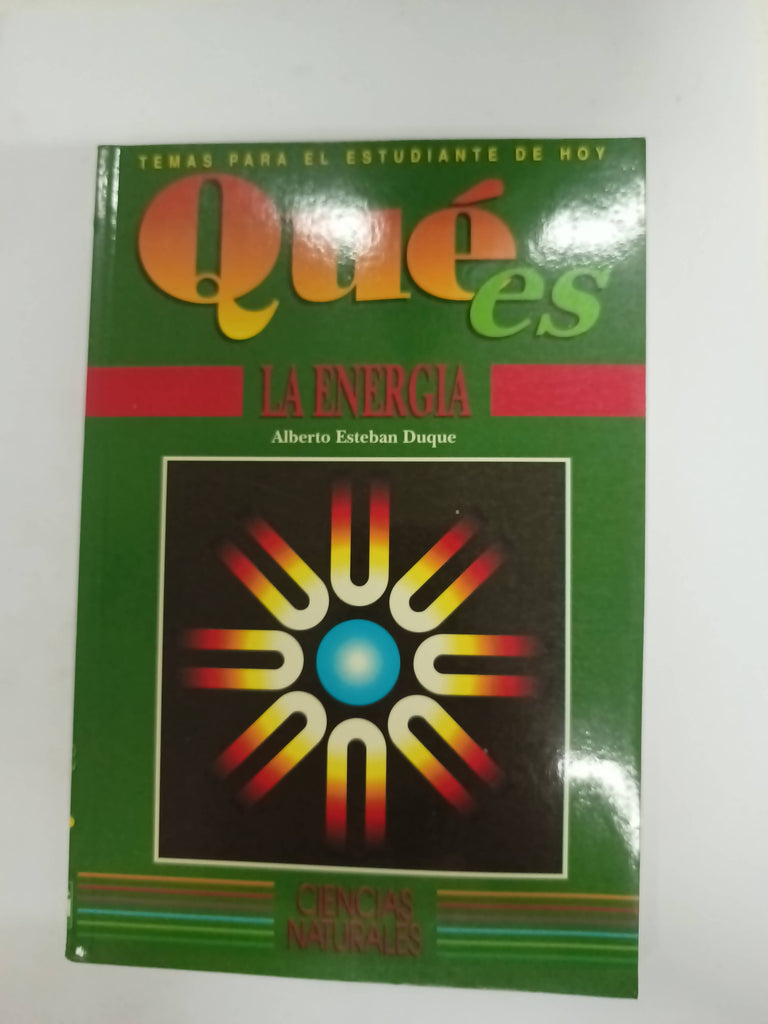 TEMAS PARA EL ESTUDIANTE DE HOY
Qué
es
LA ENERGIA
Alberto Esteban Duque
CIENCIAS
NATURALES